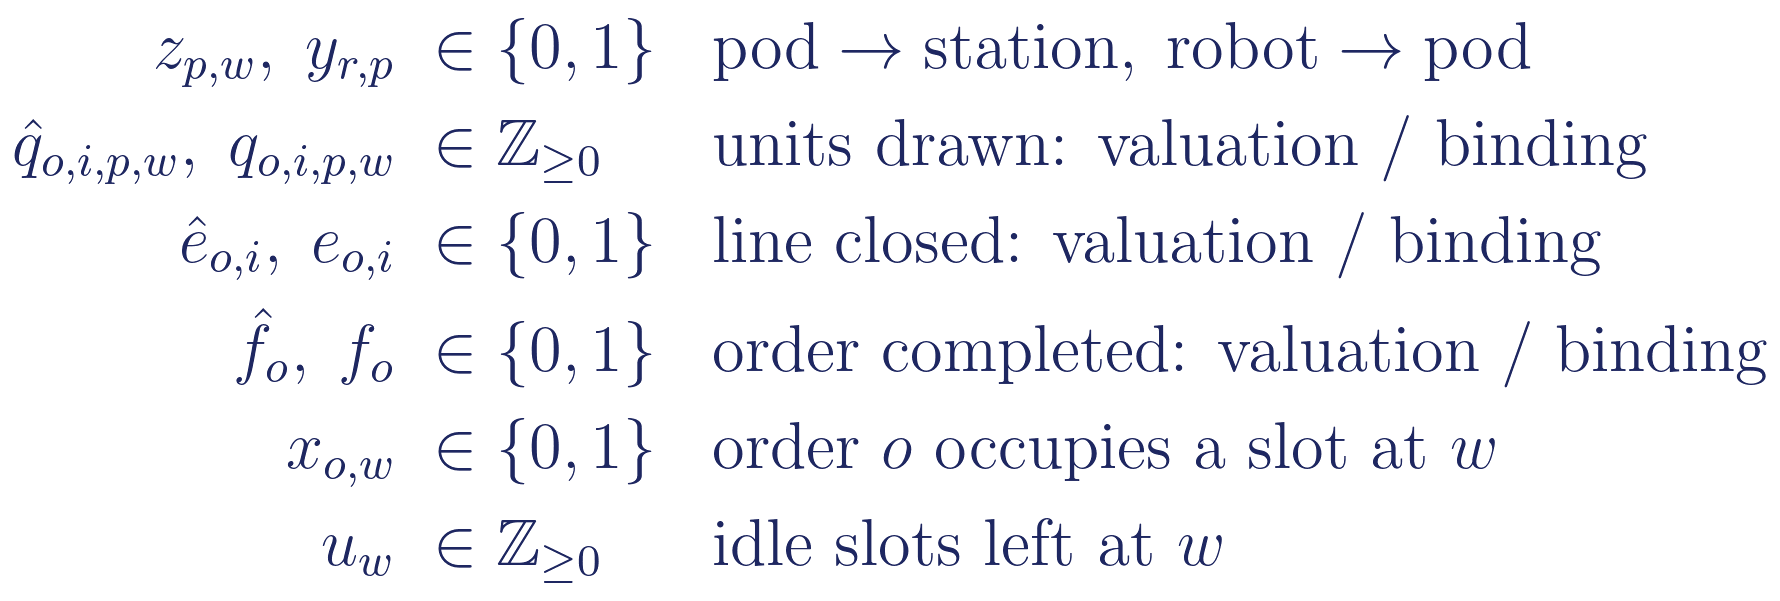 z_{p,w}, y_{r,p} ∈ {0, 1} pod → station, robot → pod
q̂_{o,i,p,w}, q_{o,i,p,w} ∈ ℤ_{≥0} units drawn: valuation / binding
ê_{o,i}, e_{o,i} ∈ {0, 1} line closed: valuation / binding
f̂_o, f_o ∈ {0, 1} order completed: valuation / binding
x_{o,w} ∈ {0, 1} order o occupies a slot at w
u_w ∈ ℤ_{≥0} idle slots left at w